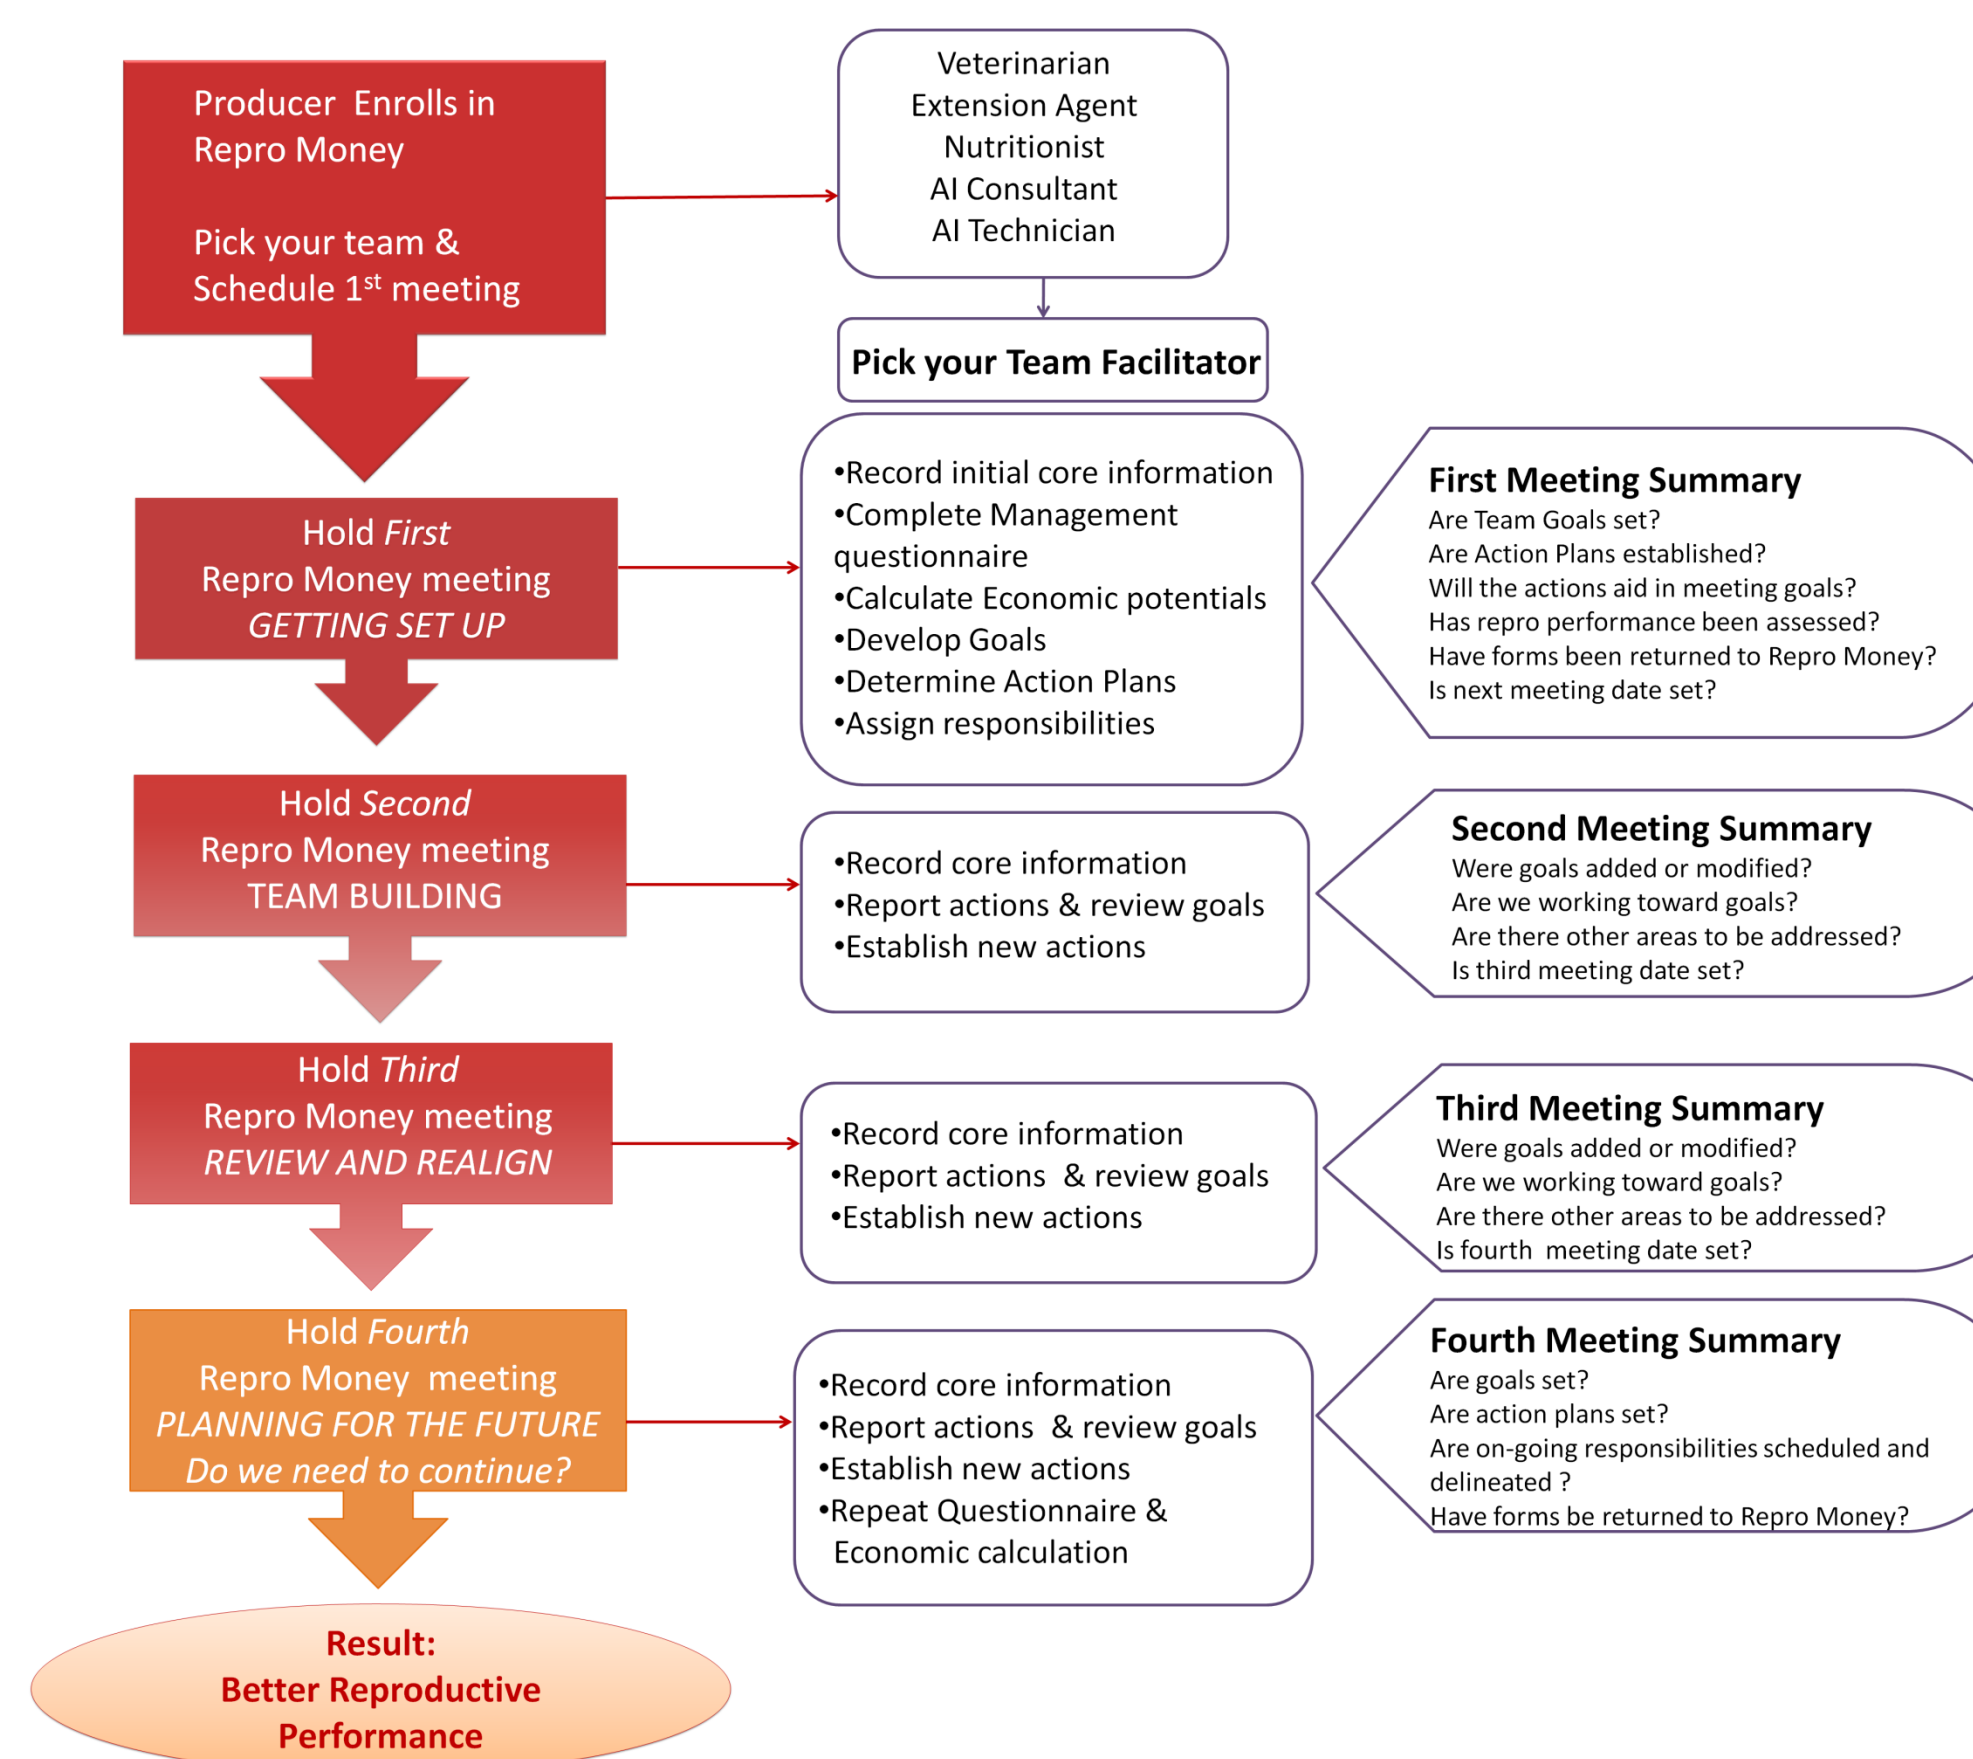 Producer  Enrolls in
Repro Money
Pick your team &
Schedule 1st meeting
Veterinarian
Extension Agent
Nutritionist
AI Consultant
AI Technician
Pick your Team Facilitator
Hold First
Repro Money meeting
GETTING SET UP
•Record initial core information
•Complete Management
questionnaire
•Calculate Economic potentials
•Develop Goals
•Determine Action Plans
•Assign responsibilities
First Meeting Summary
Are Team Goals set?
Are Action Plans established?
Will the actions aid in meeting goals?
Has repro performance been assessed?
Have forms been returned to Repro Money?
Is next meeting date set?
Hold Second
Repro Money meeting
TEAM BUILDING
•Record core information
•Report actions & review goals
•Establish new actions
Second Meeting Summary
Were goals added or modified?
Are we working toward goals?
Are there other areas to be addressed?
Is third meeting date set?
Hold Third
Repro Money meeting
REVIEW AND REALIGN
•Record core information
•Report actions  & review goals
•Establish new actions
Third Meeting Summary
Were goals added or modified?
Are we working toward goals?
Are there other areas to be addressed?
Is fourth  meeting date set?
Hold Fourth
Repro Money  meeting
PLANNING FOR THE FUTURE
Do we need to continue?
•Record core information
•Report actions  & review goals
•Establish new actions
•Repeat Questionnaire &
Economic calculation
Fourth Meeting Summary
Are goals set?
Are action plans set?
Are on-going responsibilities scheduled and
delineated ?
Have forms be returned to Repro Money?
Result:
Better Reproductive
Performance